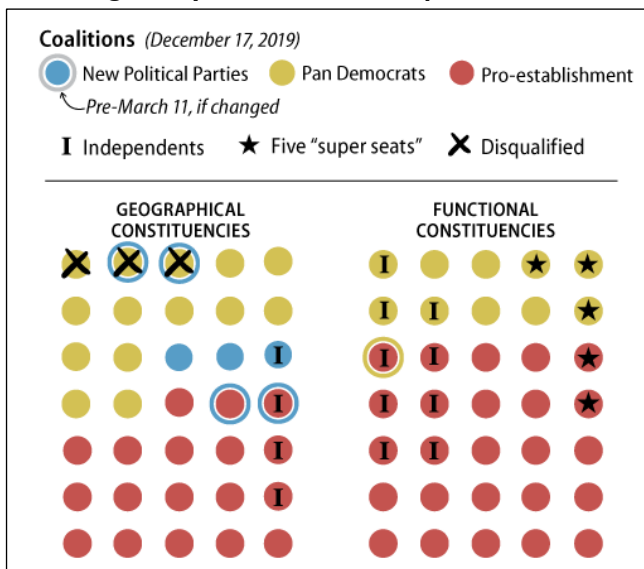 Coalitions (December 17, 2019)
New Political Parties Pan Democrats Pro-establishment
Pre-March 11, if changed
I Independents ★ Five “super seats” ✗ Disqualified
GEOGRAPHICAL CONSTITUENCIES
FUNCTIONAL CONSTITUENCIES
I
I I
I I I
I I I
I I I
I